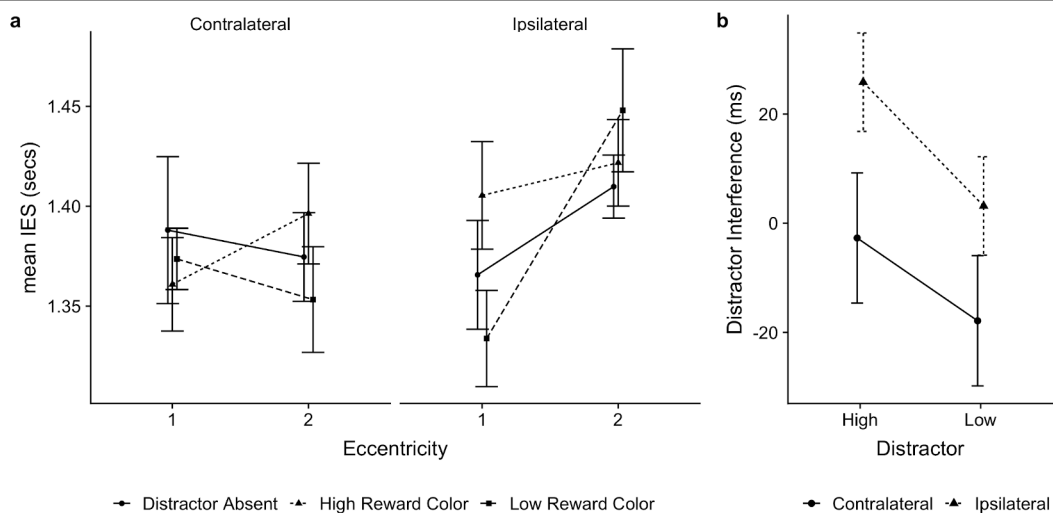 a
Contralateral
Ipsilateral
mean IES (secs)
1.45
1.40
1.35
1
2
1
2
Eccentricity
Distractor Absent
High Reward Color
Low Reward Color
b
Distractor Interference (ms)
20
0
-20
High
Low
Distractor
Contralateral
Ipsilateral